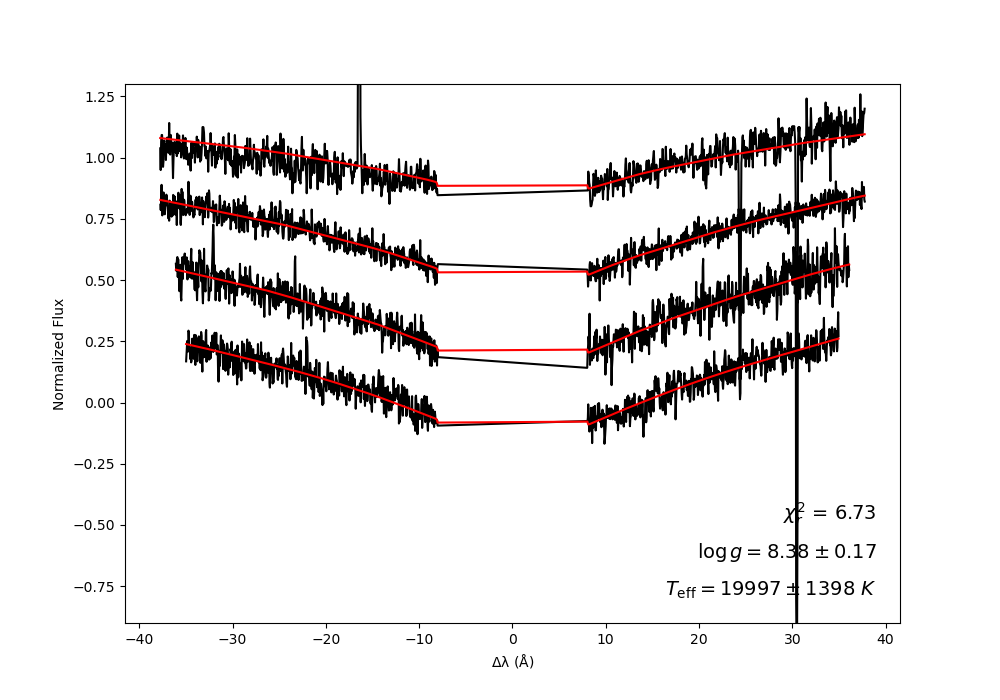 1.25
1.00
0.75
0.50
0.25
0.00
−0.25
−0.50
−0.75
Normalized Flux
χ²ᵣ = 6.73
log g = 8.38 ± 0.17
T_eff = 19997 ± 1398 K
−40 −30 −20 −10 0 10 20 30 40
Δλ (Å)